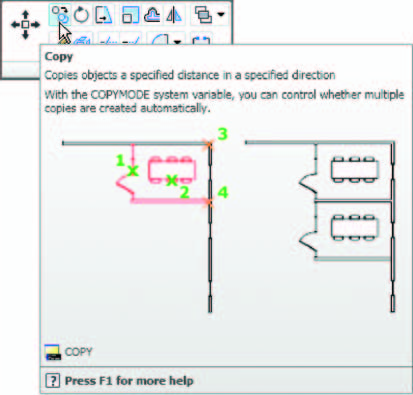 Copy
Copies objects a specified distance in a specified direction
With the COPYMODE system variable, you can control whether multiple
copies are created automatically.
3
1
2
4
COPY
? Press F1 for more help